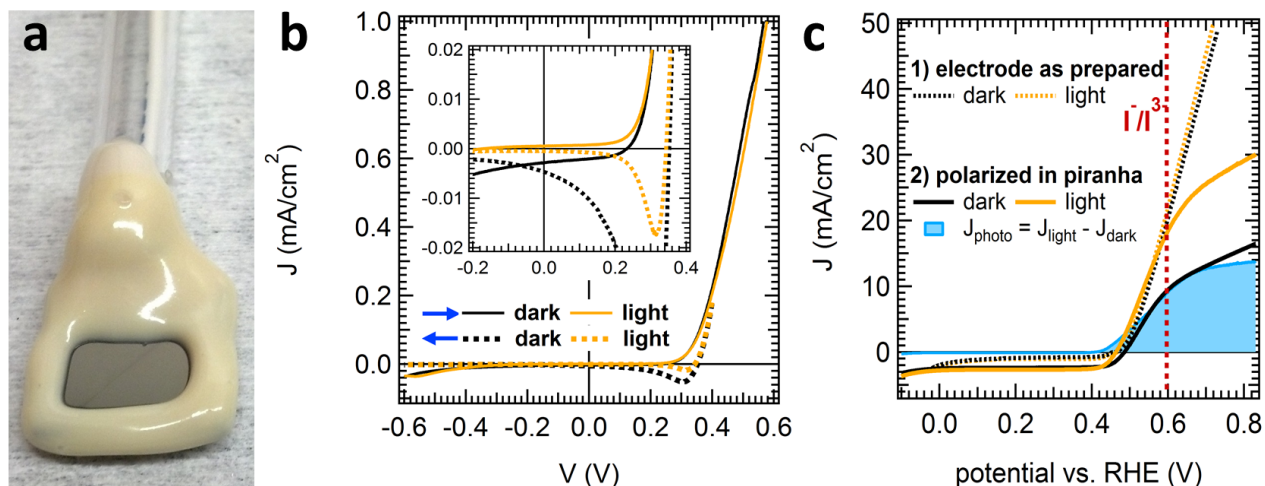 a
b
J (mA/cm²)
1.0
0.8
0.6
0.4
0.2
0.0
-0.6 -0.4 -0.2 0.0 0.2 0.4 0.6
V (V)
0.02
0.01
0.00
-0.01
-0.02
-0.2 0.0 0.2 0.4
dark light
dark light
c
J (mA/cm²)
50
40
30
20
10
0
0.0 0.2 0.4 0.6 0.8
potential vs. RHE (V)
1) electrode as prepared
dark light
I⁻/I³⁻
2) polarized in piranha
dark light
J_photo = J_light - J_dark